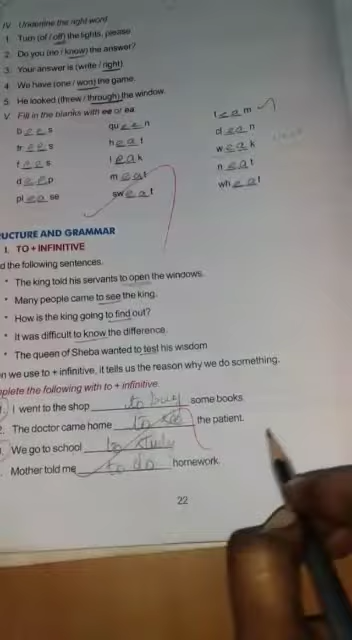 IV Underline the right word
1. Turn (of / off) the lights, please
2. Do you (no / know) the answer?
3. Your answer is (write / right)
4. We have (one / won) the game.
5. He looked (threw / through) the window.
V. Fill in the blanks with ee or ea.
bees queen team
trees heat clean
fees leak weak
deep meat neat
please sweat wheat
UCTURE AND GRAMMAR
I. TO + INFINITIVE
d the following sentences.
• The king told his servants to open the windows.
• Many people came to see the king.
• How is the king going to find out?
• It was difficult to know the difference.
• The queen of Sheba wanted to test his wisdom
n we use to + infinitive, it tells us the reason why we do something.
plete the following with to + infinitive.
I went to the shop to buy some books.
2. The doctor came home to see the patient.
We go to school to study
Mother told me to do homework.
22